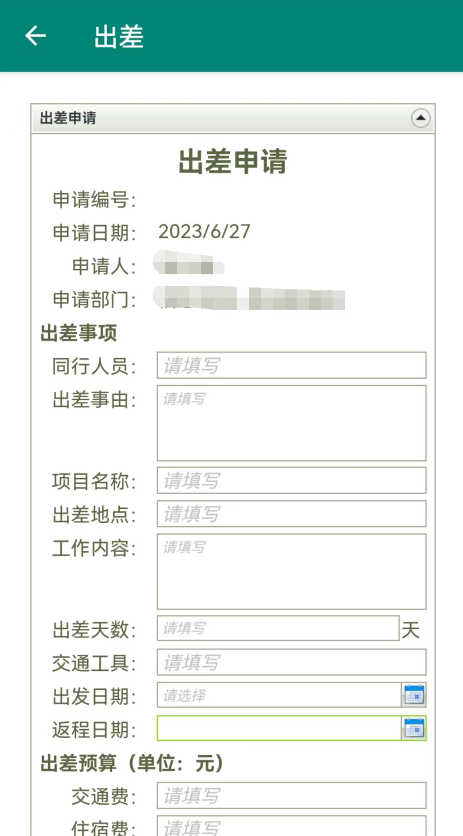 出差
出差申请
出差申请
申请编号：
申请日期： 2023/6/27
申请人：
申请部门：
出差事项
同行人员： 请填写
出差事由： 请填写
项目名称： 请填写
出差地点： 请填写
工作内容： 请填写
出差天数： 请填写 天
交通工具： 请填写
出发日期： 请选择
返程日期：
出差预算（单位：元）
交通费： 请填写
住宿费： 请填写